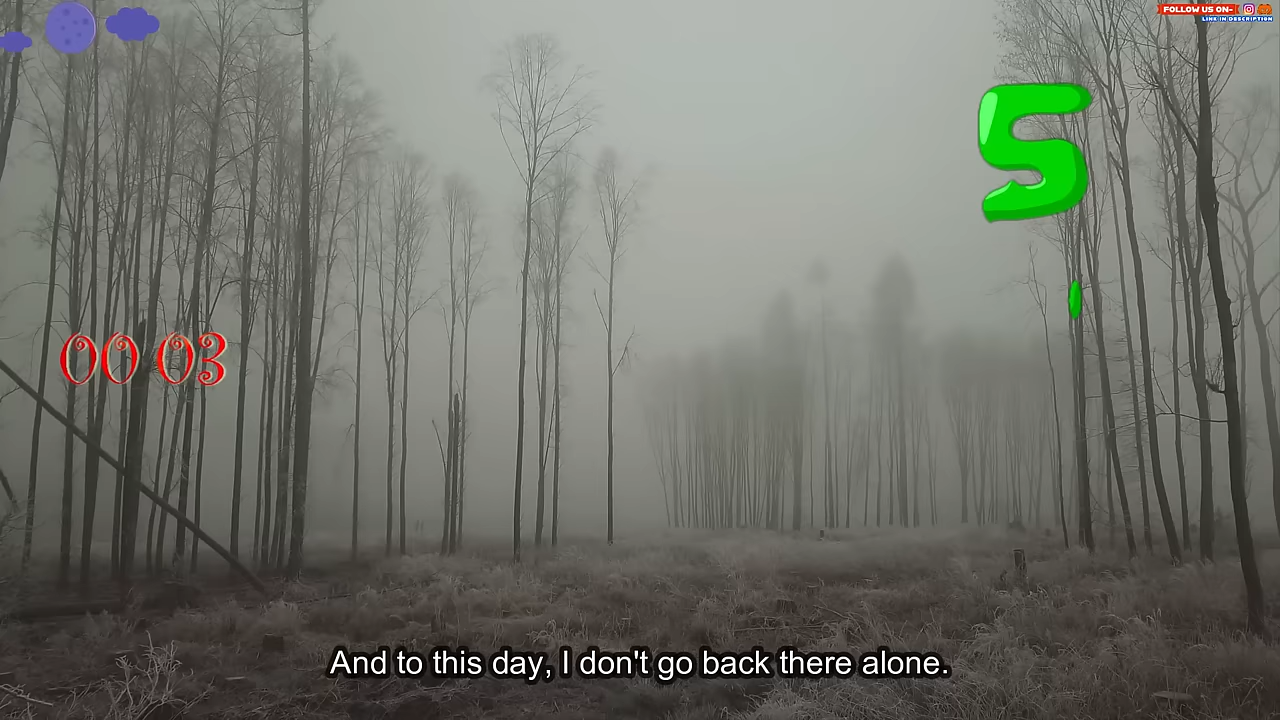 FOLLOW US ON-
LINK IN DESCRIPTION
5
00 03
And to this day, I don't go back there alone.